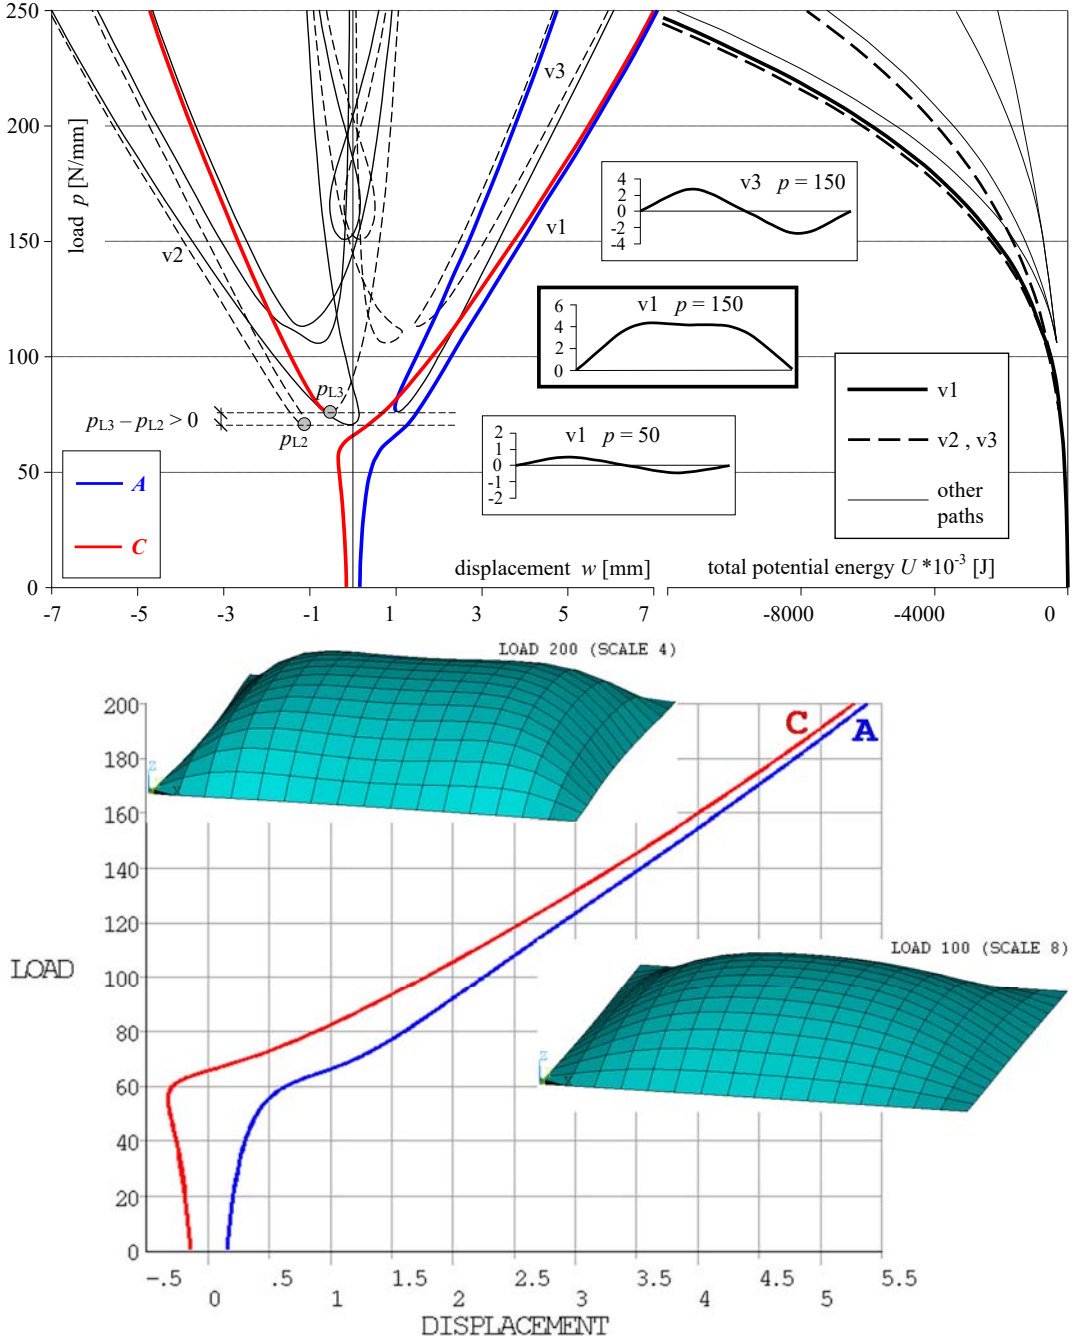 250
200
150
100
50
0
load p [N/mm]
-7 -5 -3 -1 1 3 5 7
displacement w [mm]
v3
v1
v2
pL3
pL2
pL3 – pL2 > 0
A
C
4
2
0
-2
-4
v3 p = 150
6
4
2
0
v1 p = 150
2
1
0
-1
-2
v1 p = 50
v1
v2 , v3
other
paths
total potential energy U *10-3 [J]
-8000 -4000 0
LOAD 200 (SCALE 4)
200
180
160
140
120
100
80
60
40
20
0
LOAD
C
A
Z
LOAD 100 (SCALE 8)
Z
-.5 .5 1.5 2.5 3.5 4.5 5.5
0 1 2 3 4 5
DISPLACEMENT